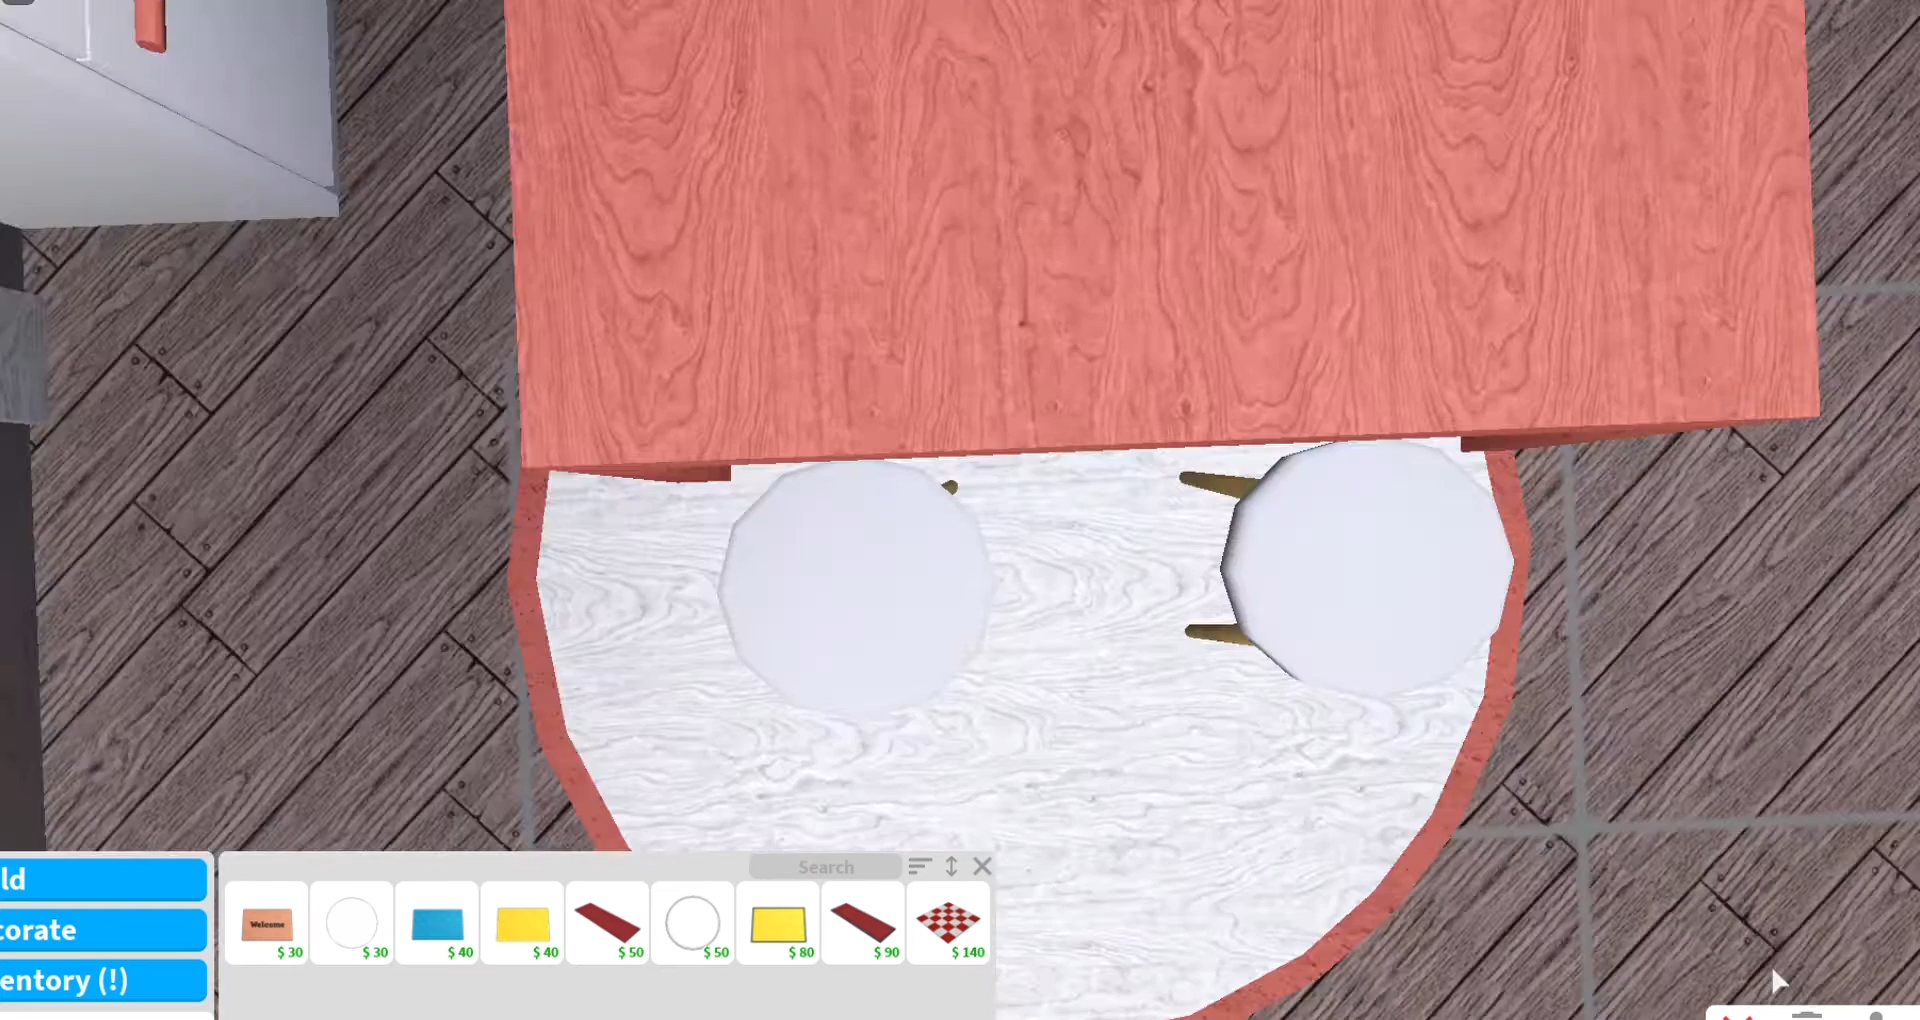 Search
ld
corate
entory (!)
Welcome
$ 30
$ 30
$ 40
$ 40
$ 50
$ 50
$ 80
$ 90
$ 140